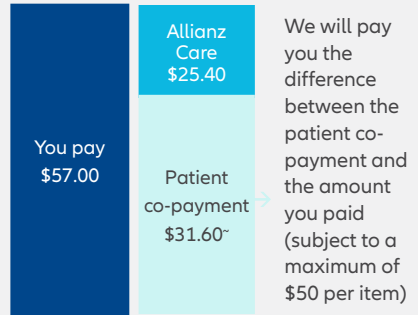 You pay
$57.00
Allianz
Care
$25.40
Patient
co-payment
$31.60~
We will pay
you the
difference
between the
patient co-
payment and
the amount
you paid
(subject to a
maximum of
$50 per item)